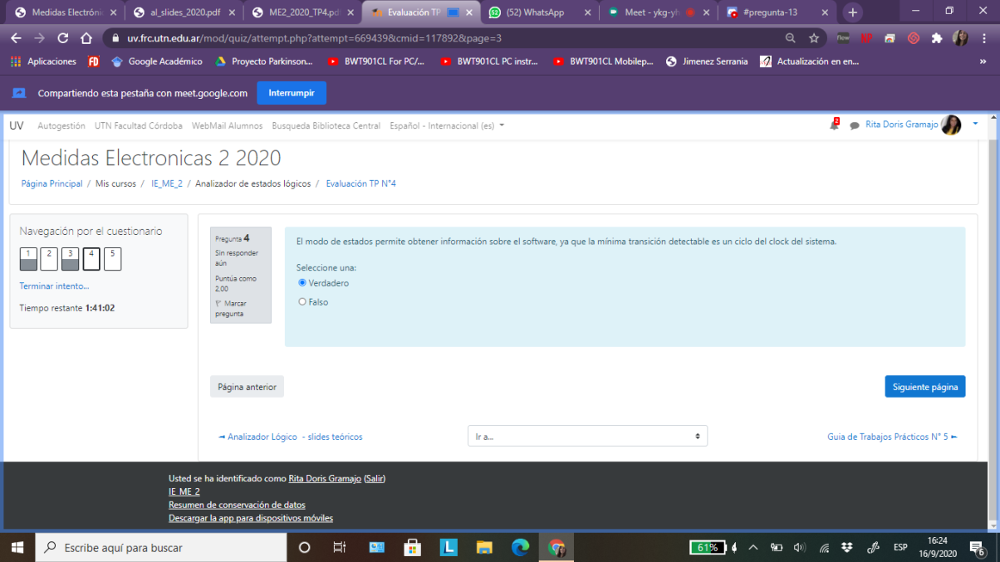 Medidas Electróni
al_slides_2020.pdf
ME2_2020_TP4.pdf
Evaluación TP
(52) WhatsApp
Meet - ykg-yh
#pregunta-13
uv.frc.utn.edu.ar/mod/quiz/attempt.php?attempt=669439&cmid=117892&page=3
Aplicaciones
Google Académico
Proyecto Parkinson...
BWT901CL For PC/...
BWT901CL PC instr...
BWT901CL Mobilep...
Jimenez Serrania
Actualización en en...
»
Compartiendo esta pestaña con meet.google.com
Interrumpir
UV Autogestión UTN Facultad Córdoba WebMail Alumnos Busqueda Biblioteca Central Español - Internacional (es)
2
Rita Doris Gramajo
Medidas Electronicas 2 2020
Página Principal / Mis cursos / IE_ME_2 / Analizador de estados lógicos / Evaluación TP N°4
Navegación por el cuestionario
1 2 3 4 5
Terminar intento...
Tiempo restante 1:41:02
Pregunta 4
Sin responder
aún
Puntúa como
2,00
Marcar
pregunta
El modo de estados permite obtener información sobre el software, ya que la mínima transición detectable es un ciclo del clock del sistema.
Seleccione una:
Verdadero
Falso
Página anterior
Siguiente página
◄ Analizador Lógico - slides teóricos
Ir a...
Guia de Trabajos Prácticos N° 5 ►
Usted se ha identificado como Rita Doris Gramajo (Salir)
IE_ME_2
Resumen de conservación de datos
Descargar la app para dispositivos móviles
Escribe aquí para buscar
61%
ESP
16:24
16/9/2020
6